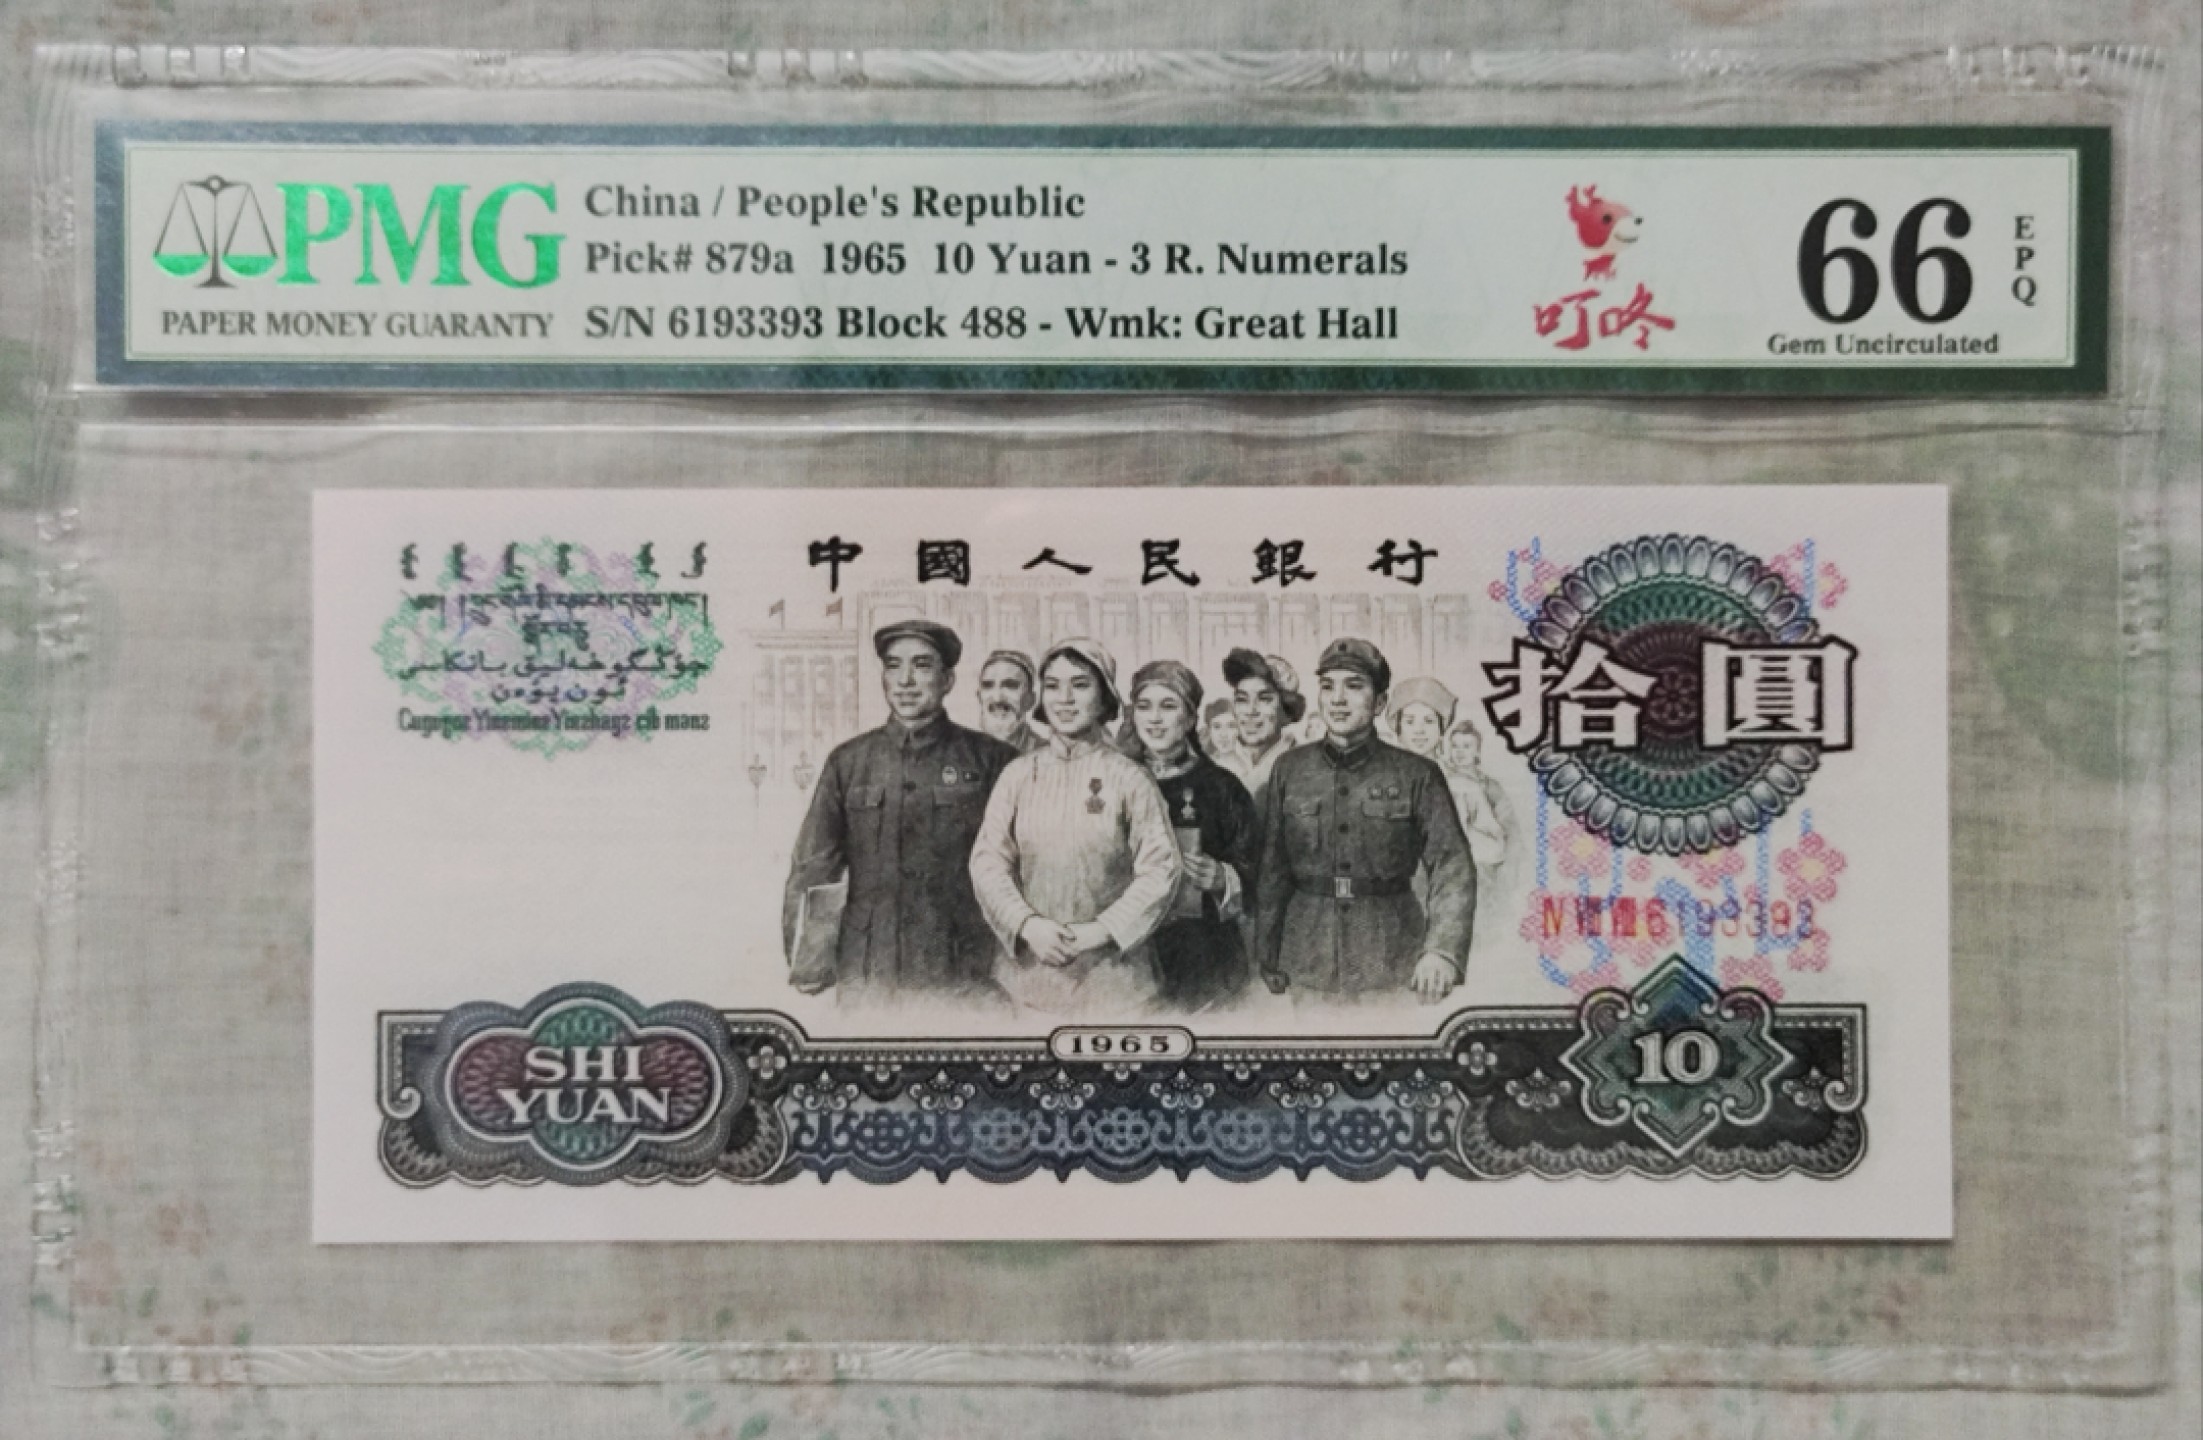 PMG
PAPER MONEY GUARANTY
China / People's Republic
Pick# 879a 1965 10 Yuan - 3 R. Numerals
S/N 6193393 Block 488 - Wmk: Great Hall
叮咚
66
EPQ
Gem Uncirculated
中國人民銀行
拾圓
6193393
1965
SHI
YUAN
10